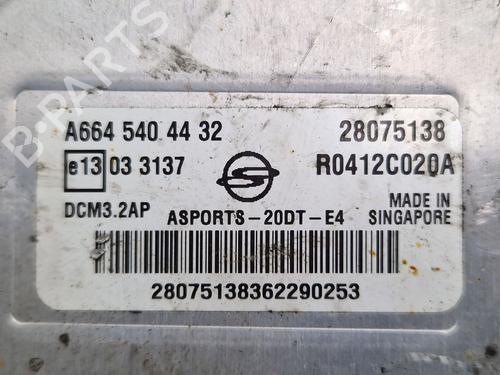 B-PARTS
A664 540 44 32 28075138
e13 03 3137 R0412C020A
DCM3.2AP ASPORTS-20DT-E4 MADE IN SINGAPORE
28075138362290253